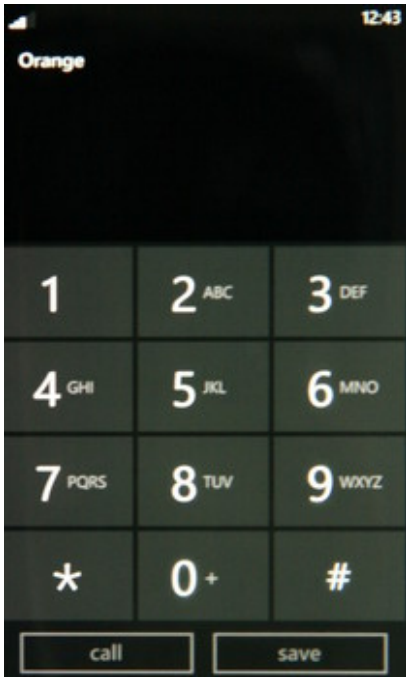 12:43
Orange
1 2 ABC 3 DEF
4 GHI 5 JKL 6 MNO
7 PQRS 8 TUV 9 WXYZ
* 0 + #
call save